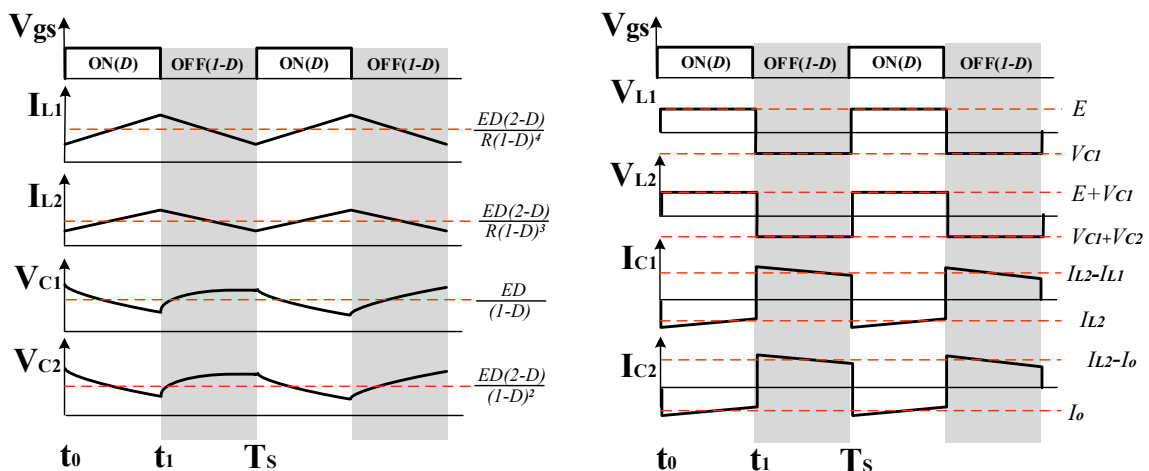 Vgs
ON(D) OFF(1-D) ON(D) OFF(1-D)
IL1
ED(2-D)
R(1-D)⁴
IL2
ED(2-D)
R(1-D)³
VC1
ED
(1-D)
VC2
ED(2-D)
(1-D)²
t0 t1 TS
Vgs
ON(D) OFF(1-D) ON(D) OFF(1-D)
VL1
E
VC1
VL2
E+VC1
VC1+VC2
IC1
IL2-IL1
IL2
IC2
IL2-Io
Io
t0 t1 TS